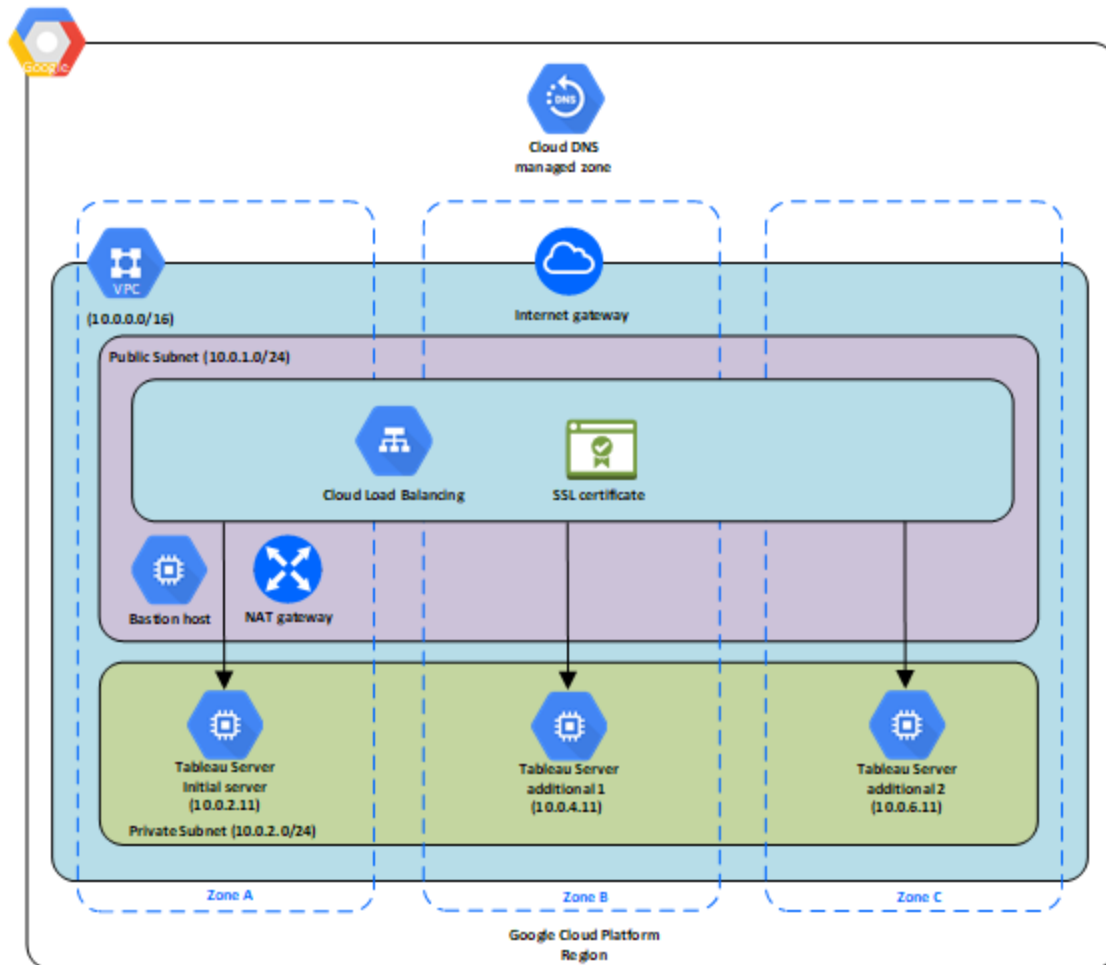 Google
Cloud DNS
managed zone
VPC
(10.0.0.0/16)
Internet gateway
Public Subnet (10.0.1.0/24)
Cloud Load Balancing
SSL certificate
Bastion host
NAT gateway
Tableau Server
Initial server
(10.0.2.11)
Tableau Server
additional 1
(10.0.4.11)
Tableau Server
additional 2
(10.0.6.11)
Private Subnet (10.0.2.0/24)
Zone A
Zone B
Zone C
Google Cloud Platform
Region
DNS